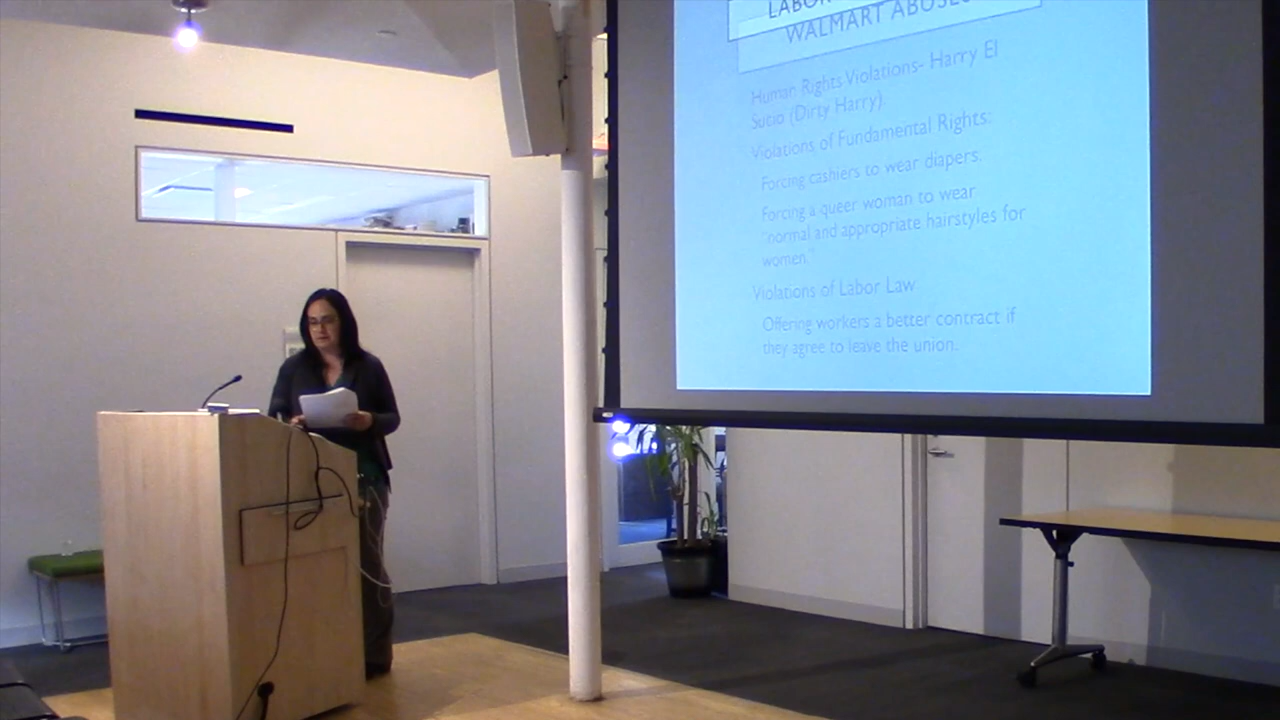 LABOR
WALMART ABUSES
Human Rights Violations- Harry El
Sucio (Dirty Harry)
Violations of Fundamental Rights:
Forcing cashiers to wear diapers.
Forcing a queer woman to wear
"normal and appropriate hairstyles for
women."
Violations of Labor Law
Offering workers a better contract if
they agree to leave the union.